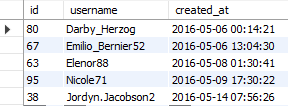 id username created_at
80 Darby_Herzog 2016-05-06 00:14:21
67 Emilio_Bernier52 2016-05-06 13:04:30
63 Elenor88 2016-05-08 01:30:41
95 Nicole71 2016-05-09 17:30:22
38 Jordyn.Jacobson2 2016-05-14 07:56:26